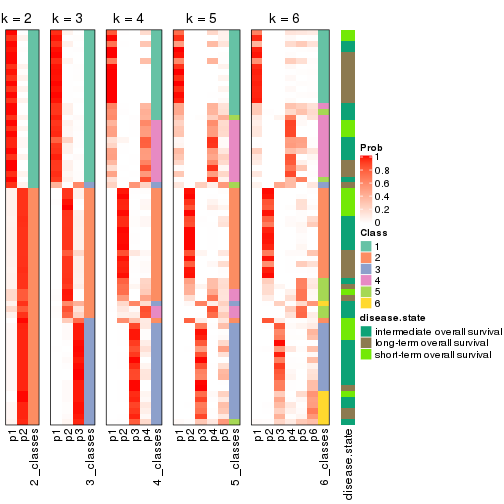 k = 2 k = 3 k = 4 k = 5 k = 6
Prob
1
0.8
0.6
0.4
0.2
0
Class
1
2
3
4
5
6
disease.state
intermediate overall survival
long-term overall survival
short-term overall survival
p1 p2 2_classes p1 p2 p3 3_classes p1 p2 p3 p4 4_classes p1 p2 p3 p4 p5 5_classes p1 p2 p3 p4 p5 p6 6_classes disease.state